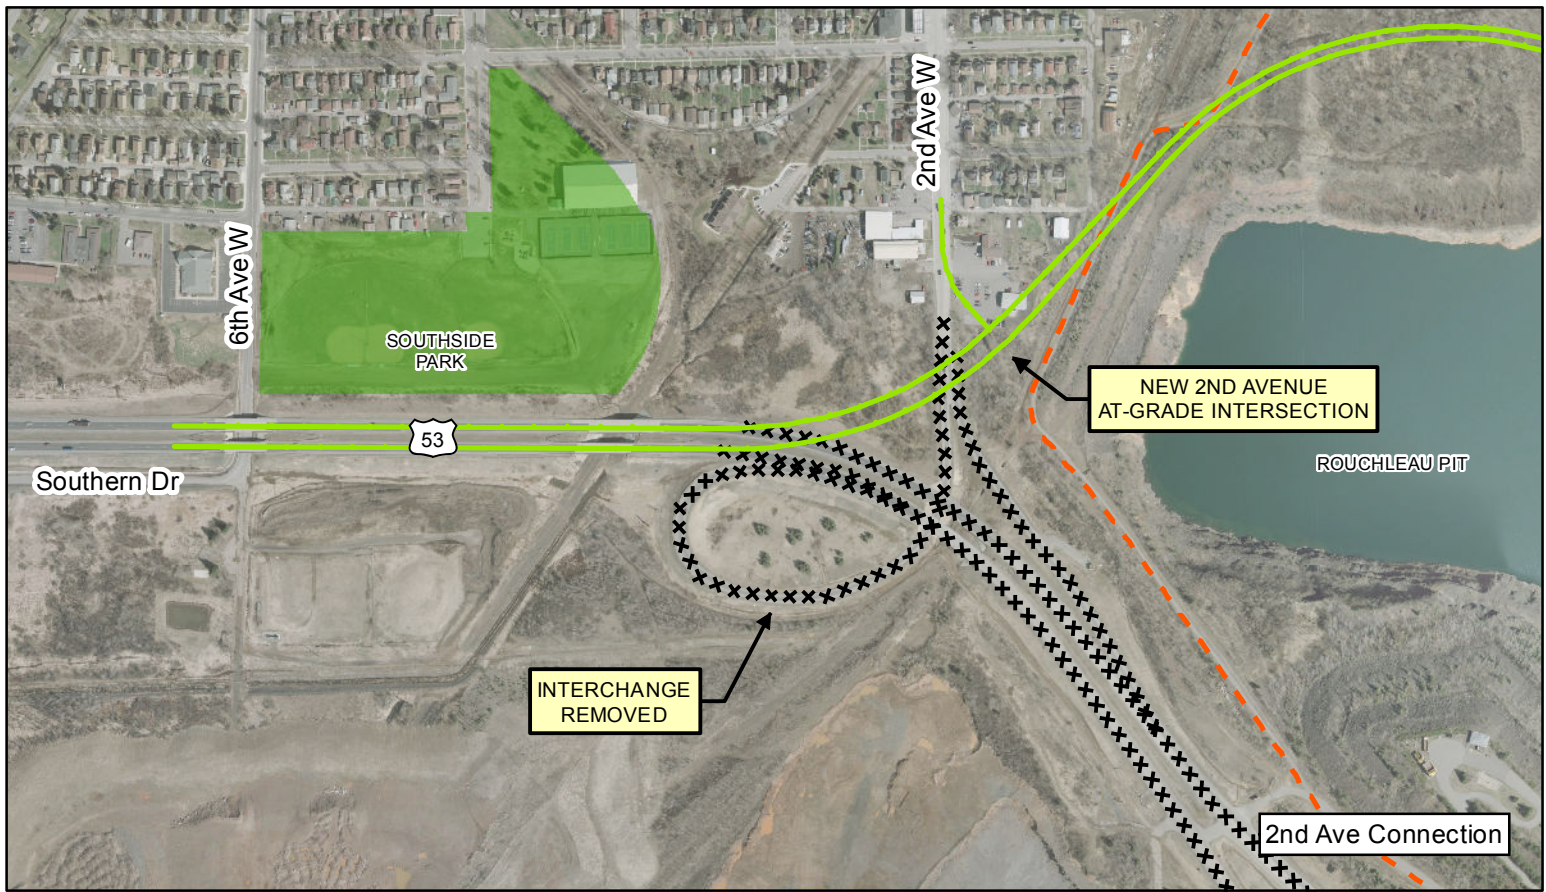 2nd Ave W
6th Ave W
SOUTHSIDE
PARK
NEW 2ND AVENUE
AT-GRADE INTERSECTION
53
ROUCHLEAU PIT
Southern Dr
INTERCHANGE
REMOVED
2nd Ave Connection